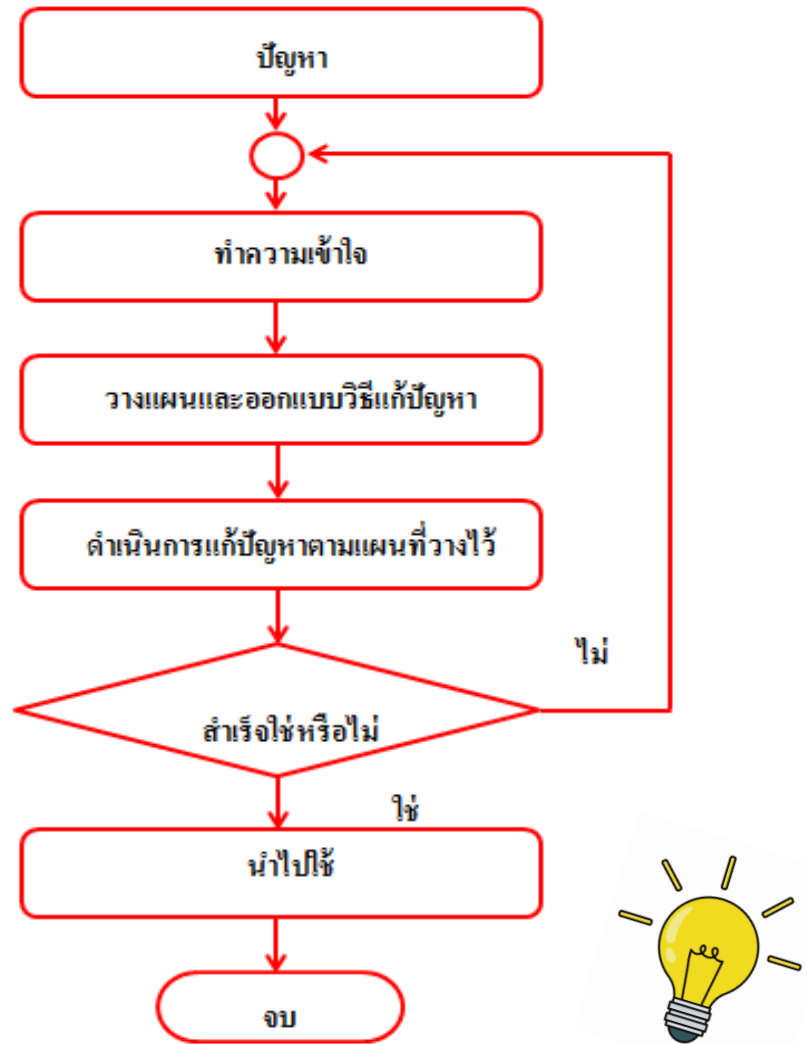 ปัญหา
ทำความเข้าใจ
วางแผนและออกแบบวิธีแก้ปัญหา
ดำเนินการแก้ปัญหาตามแผนที่วางไว้
ไม่
สำเร็จใช่หรือไม่
ใช่
นำไปใช้
จบ